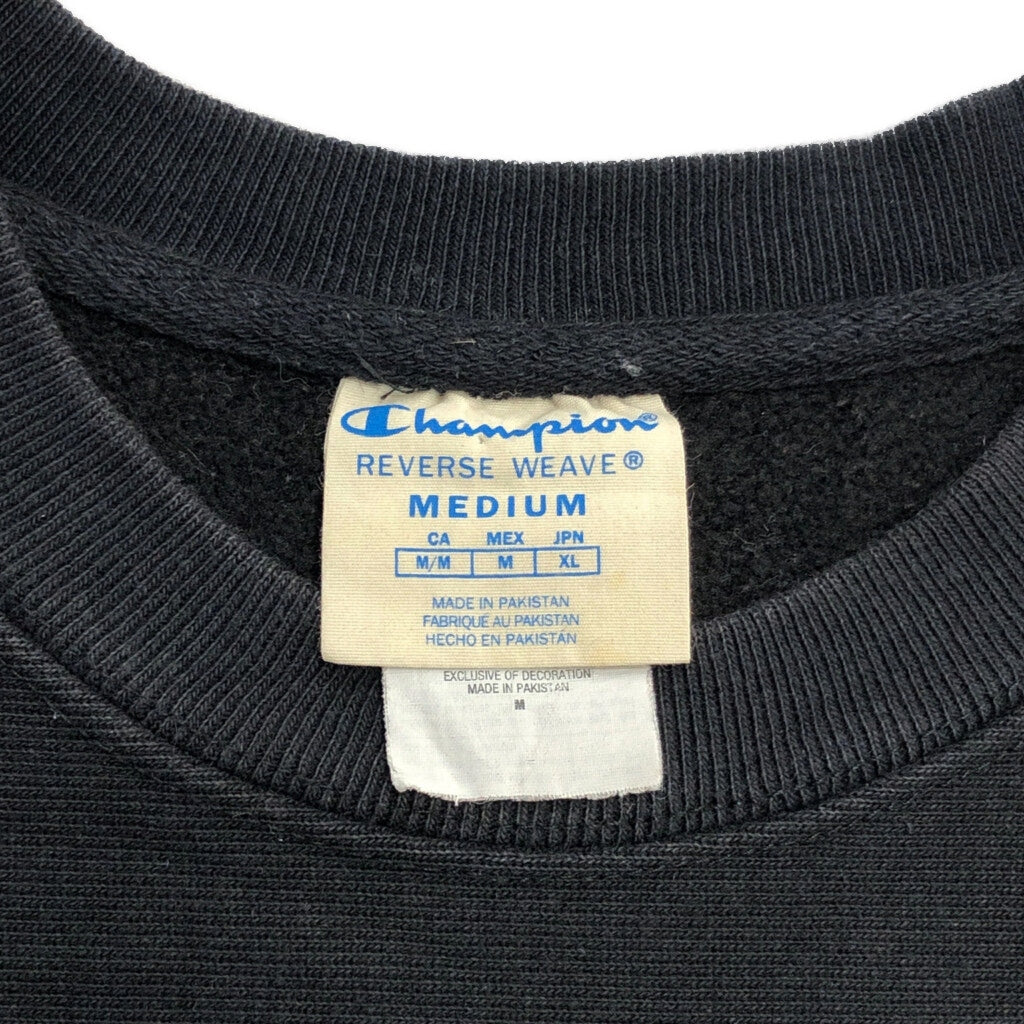 Champion®
REVERSE WEAVE®
MEDIUM
CA MEX JPN
M/M M XL
MADE IN PAKISTAN
FABRIQUÉ AU PAKISTAN
HECHO EN PAKISTÁN
EXCLUSIVE OF DECORATION
MADE IN PAKISTAN
M